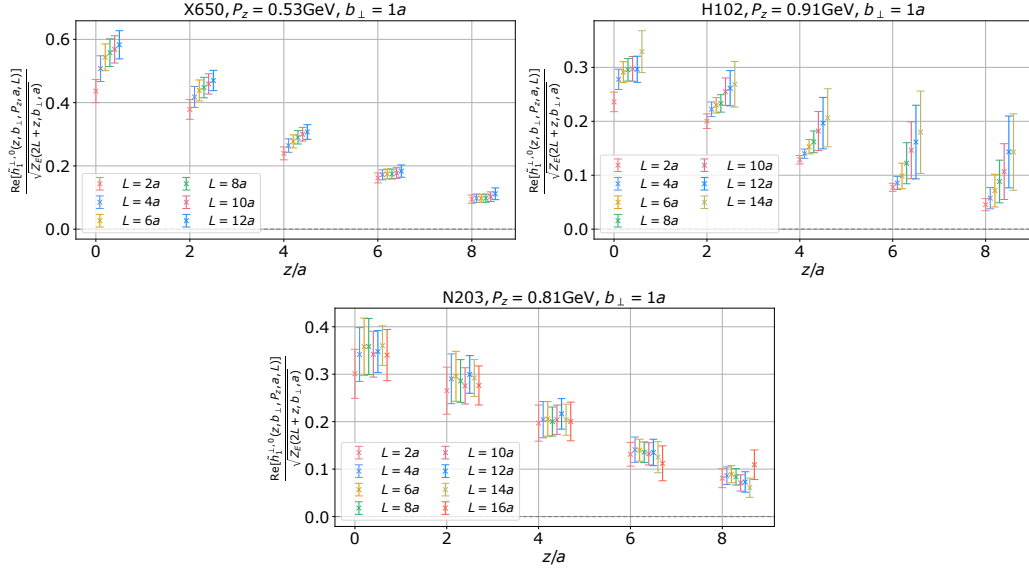 X650, P_z = 0.53GeV, b_⊥ = 1a
Re[h̃_1^{⊥,0}(z, b_⊥, P_z, a, L)]
√Z_E(2L + z, b_⊥, a)
0.6
0.4
0.2
0.0
L = 2a L = 8a
L = 4a L = 10a
L = 6a L = 12a
0 2 4 6 8
z/a
H102, P_z = 0.91GeV, b_⊥ = 1a
Re[h̃_1^{⊥,0}(z, b_⊥, P_z, a, L)]
√Z_E(2L + z, b_⊥, a)
0.3
0.2
0.1
0.0
L = 2a L = 10a
L = 4a L = 12a
L = 6a L = 14a
L = 8a
0 2 4 6 8
z/a
N203, P_z = 0.81GeV, b_⊥ = 1a
Re[h̃_1^{⊥,0}(z, b_⊥, P_z, a, L)]
√Z_E(2L + z, b_⊥, a)
0.4
0.3
0.2
0.1
0.0
L = 2a L = 10a
L = 4a L = 12a
L = 6a L = 14a
L = 8a L = 16a
0 2 4 6 8
z/a